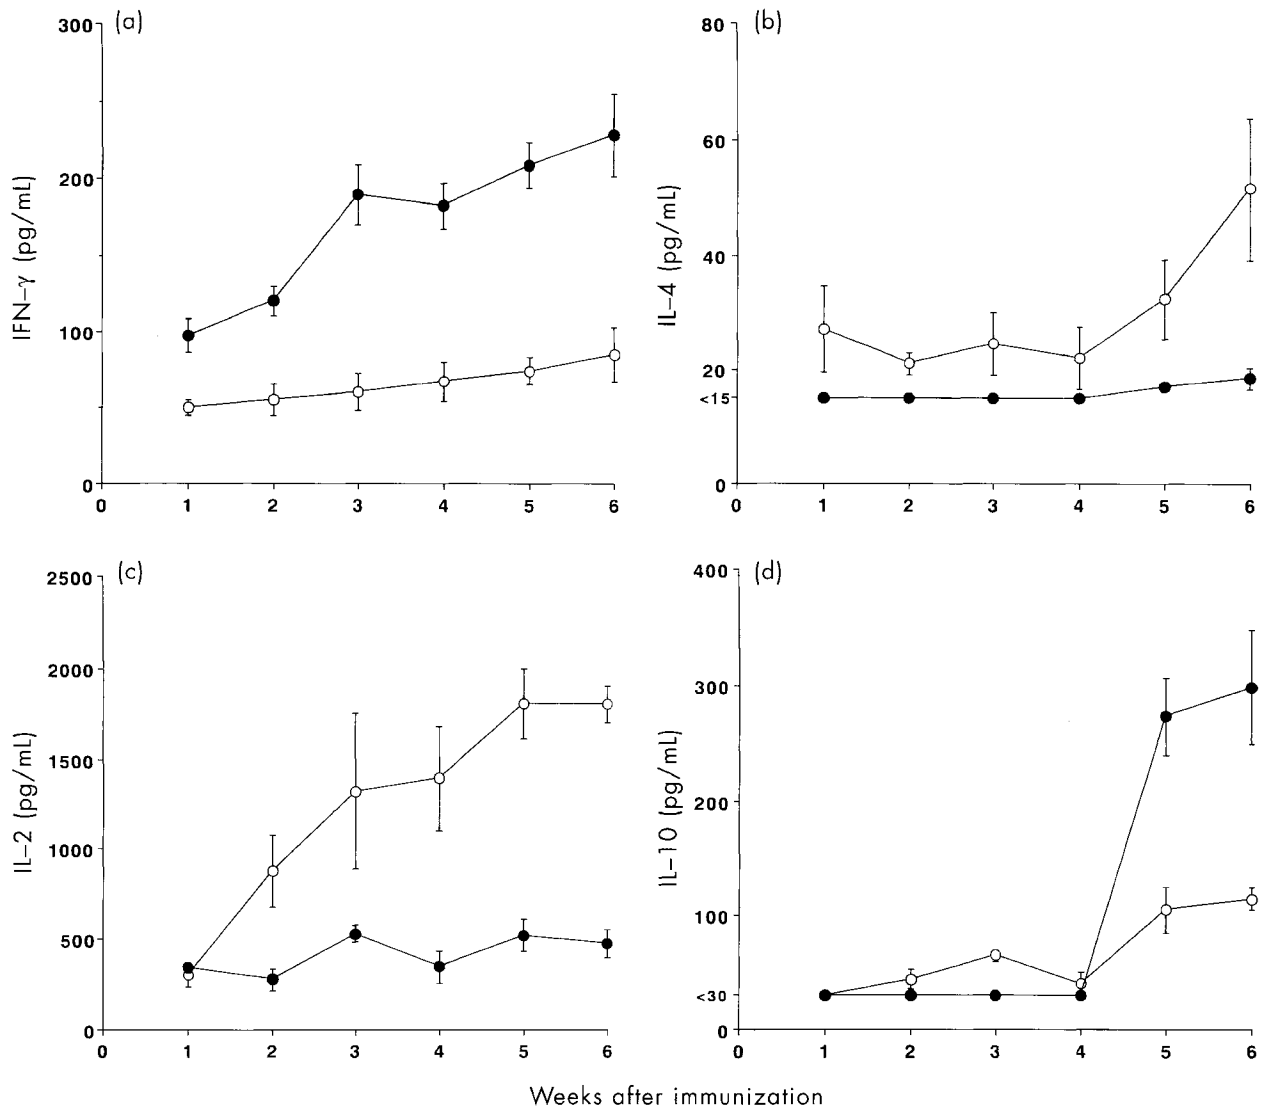 (a)
300
200
100
0
IFN-γ (pg/mL)
0 1 2 3 4 5 6
(b)
80
60
40
20
<15
0
IL-4 (pg/mL)
0 1 2 3 4 5 6
(c)
2500
2000
1500
1000
500
0
IL-2 (pg/mL)
0 1 2 3 4 5 6
(d)
400
300
200
100
<30
0
IL-10 (pg/mL)
0 1 2 3 4 5 6
Weeks after immunization